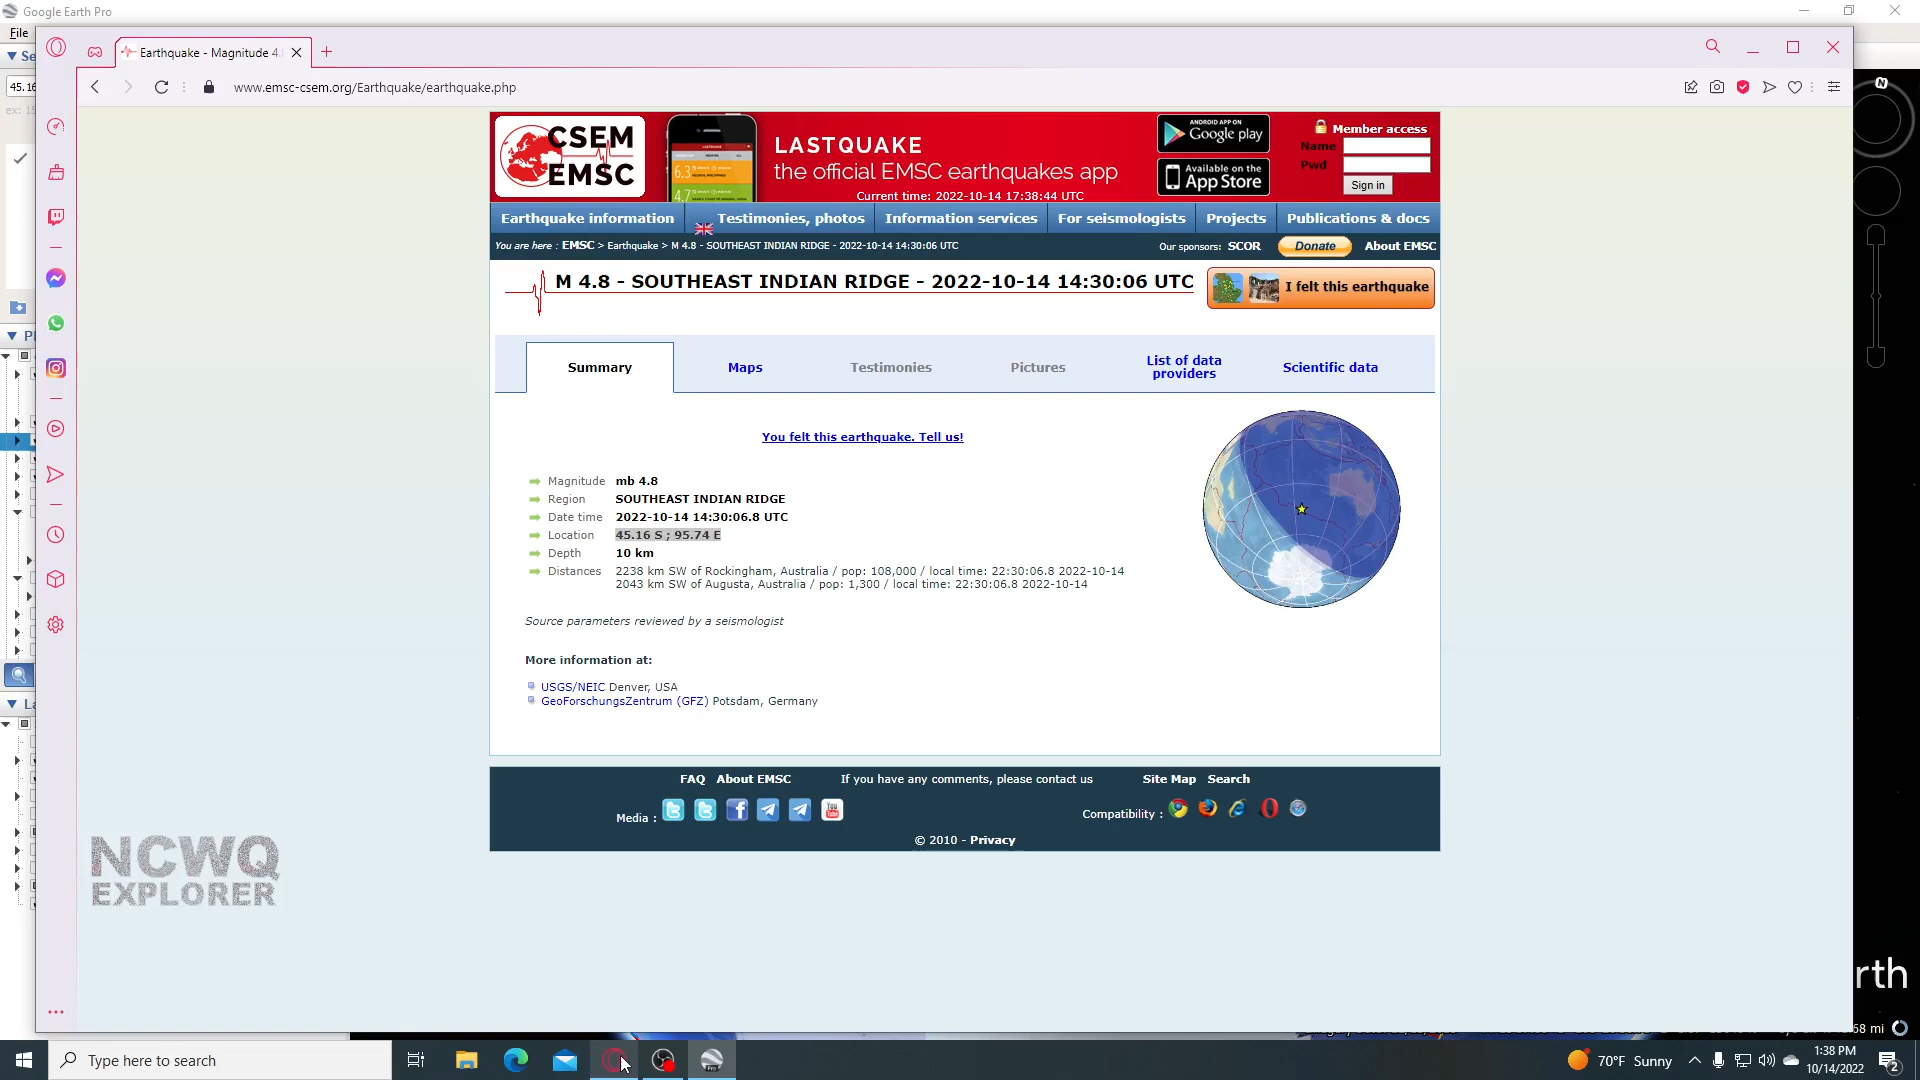 Google Earth Pro
File
Earthquake - Magnitude 4.
www.emsc-csem.org/Earthquake/earthquake.php
45.16
CSEM
EMSC
LASTQUAKE
the official EMSC earthquakes app
Current time: 2022-10-14 17:38:44 UTC
ANDROID APP ON
Google play
Available on the
App Store
Member access
Name
Pwd
Sign in
Earthquake information
Testimonies, photos
Information services
For seismologists
Projects
Publications & docs
You are here : EMSC > Earthquake > M 4.8 - SOUTHEAST INDIAN RIDGE - 2022-10-14 14:30:06 UTC
Our sponsors: SCOR
Donate
About EMSC
M 4.8 - SOUTHEAST INDIAN RIDGE - 2022-10-14 14:30:06 UTC
I felt this earthquake
Summary
Maps
Testimonies
Pictures
List of data
providers
Scientific data
You felt this earthquake. Tell us!
Magnitude mb 4.8
Region SOUTHEAST INDIAN RIDGE
Date time 2022-10-14 14:30:06.8 UTC
Location 45.16 S ; 95.74 E
Depth 10 km
Distances 2238 km SW of Rockingham, Australia / pop: 108,000 / local time: 22:30:06.8 2022-10-14
2043 km SW of Augusta, Australia / pop: 1,300 / local time: 22:30:06.8 2022-10-14
Source parameters reviewed by a seismologist
More information at:
USGS/NEIC Denver, USA
GeoForschungsZentrum (GFZ) Potsdam, Germany
FAQ About EMSC If you have any comments, please contact us Site Map Search
Media :
Compatibility :
© 2010 - Privacy
NCWQ
EXPLORER
rth
68 mi
Type here to search
70°F Sunny
1:38 PM
10/14/2022
2